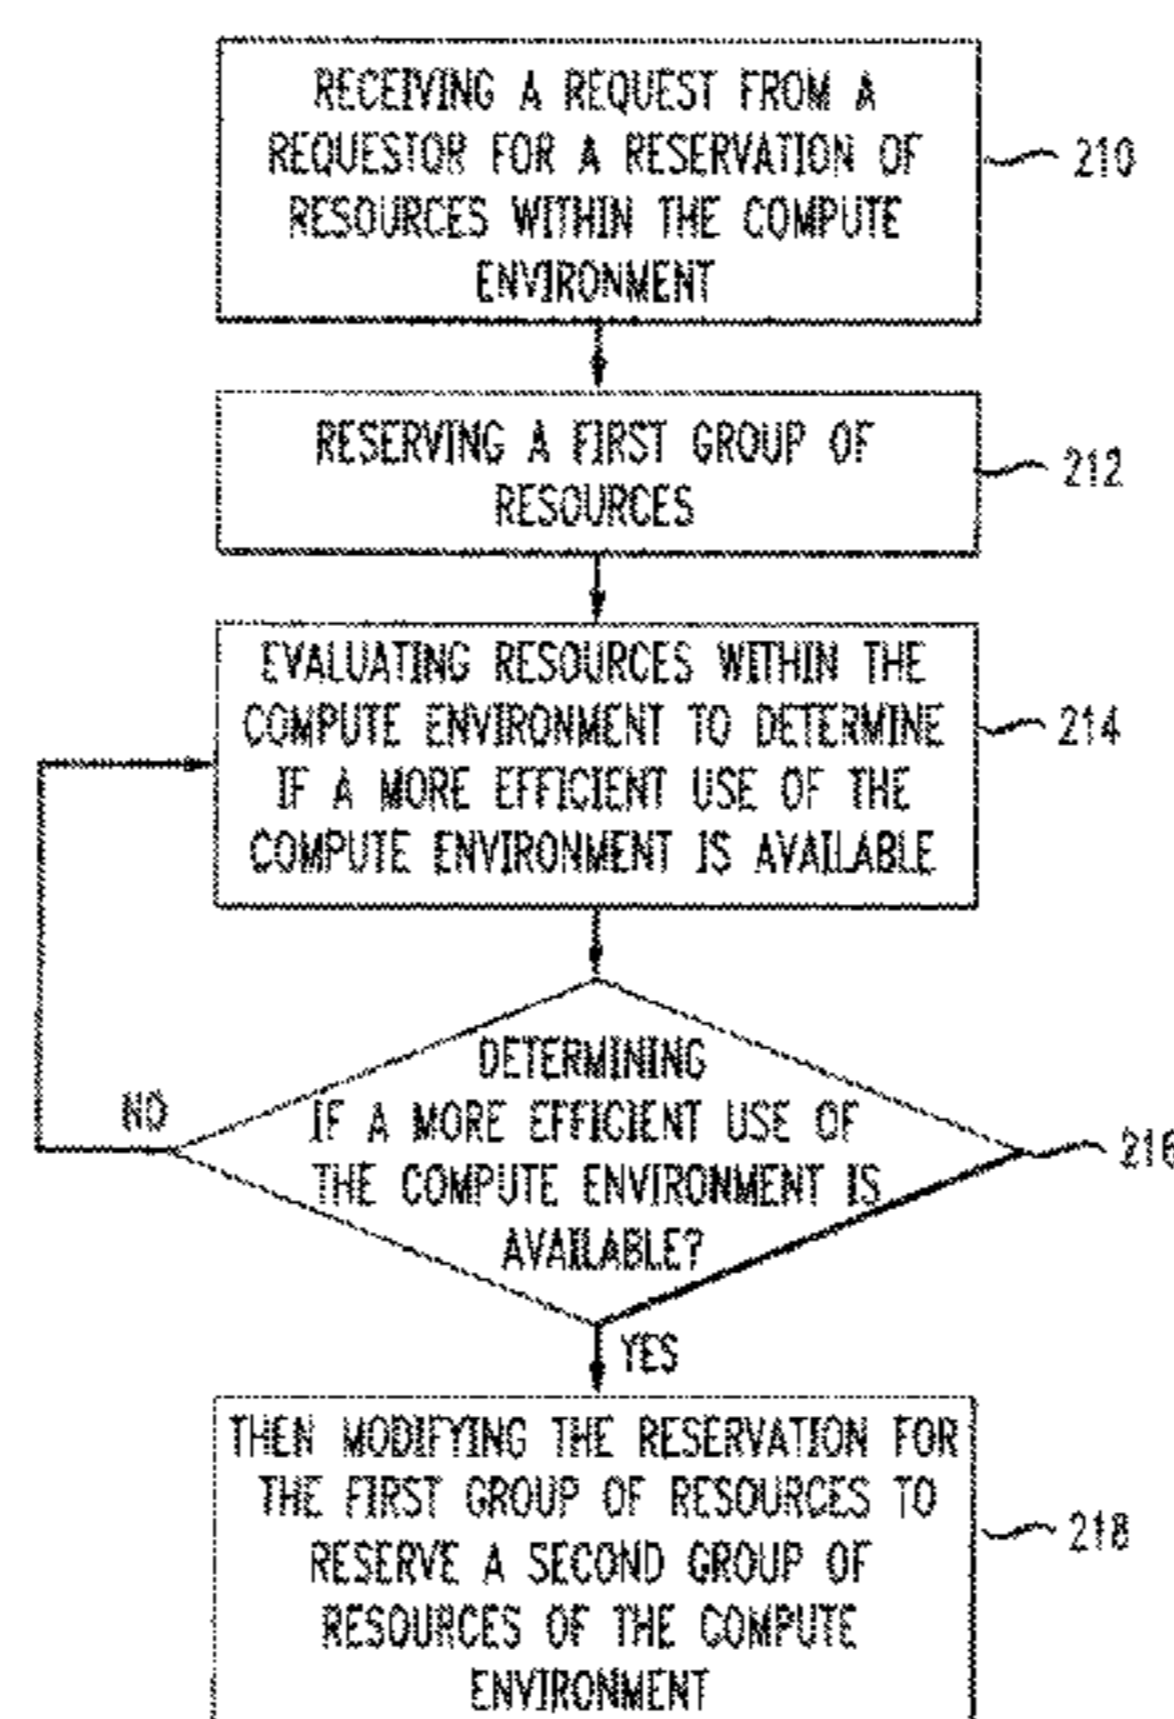 RECEIVING A REQUEST FROM A
REQUESTOR FOR A RESERVATION OF
RESOURCES WITHIN THE COMPUTE
ENVIRONMENT
210
RESERVING A FIRST GROUP OF
RESOURCES
212
EVALUATING RESOURCES WITHIN THE
COMPUTE ENVIRONMENT TO DETERMINE
IF A MORE EFFICIENT USE OF THE
COMPUTE ENVIRONMENT IS AVAILABLE
214
DETERMINING
IF A MORE EFFICIENT USE OF
THE COMPUTE ENVIRONMENT IS
AVAILABLE?
NO
216
YES
THEN MODIFYING THE RESERVATION FOR
THE FIRST GROUP OF RESOURCES TO
RESERVE A SECOND GROUP OF
RESOURCES OF THE COMPUTE
ENVIRONMENT
218